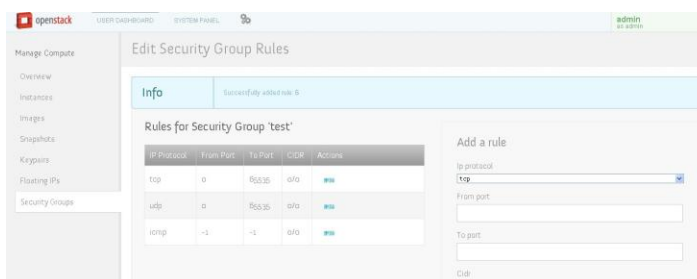 openstack
USER DASHBOARD
SYSTEM PANEL
admin
as admin
Manage Compute
Overview
Instances
Images
Snapshots
Keypairs
Floating IPs
Security Groups
Edit Security Group Rules
Info
Successfully added rule: 6
Rules for Security Group 'test'
IP Protocol From Port To Port CIDR Actions
tcp 0 65535 0/0
udp 0 65535 0/0
icmp -1 -1 0/0
Add a rule
Ip protocol
tcp
From port
To port
Cidr